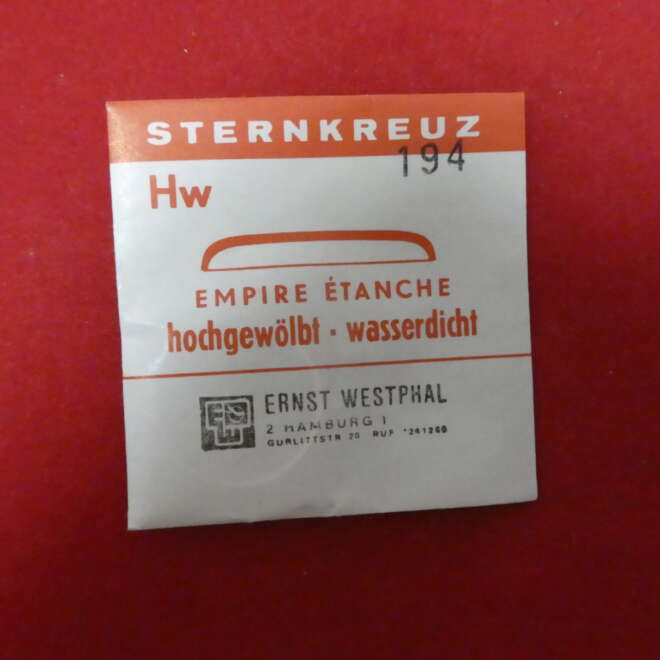 STERNKREUZ
194
Hw
EMPIRE ÉTANCHE
hochgewölbt · wasserdicht
ERNST WESTPHAL
2 HAMBURG 1
GURLITTSTR 20 RUF 241260